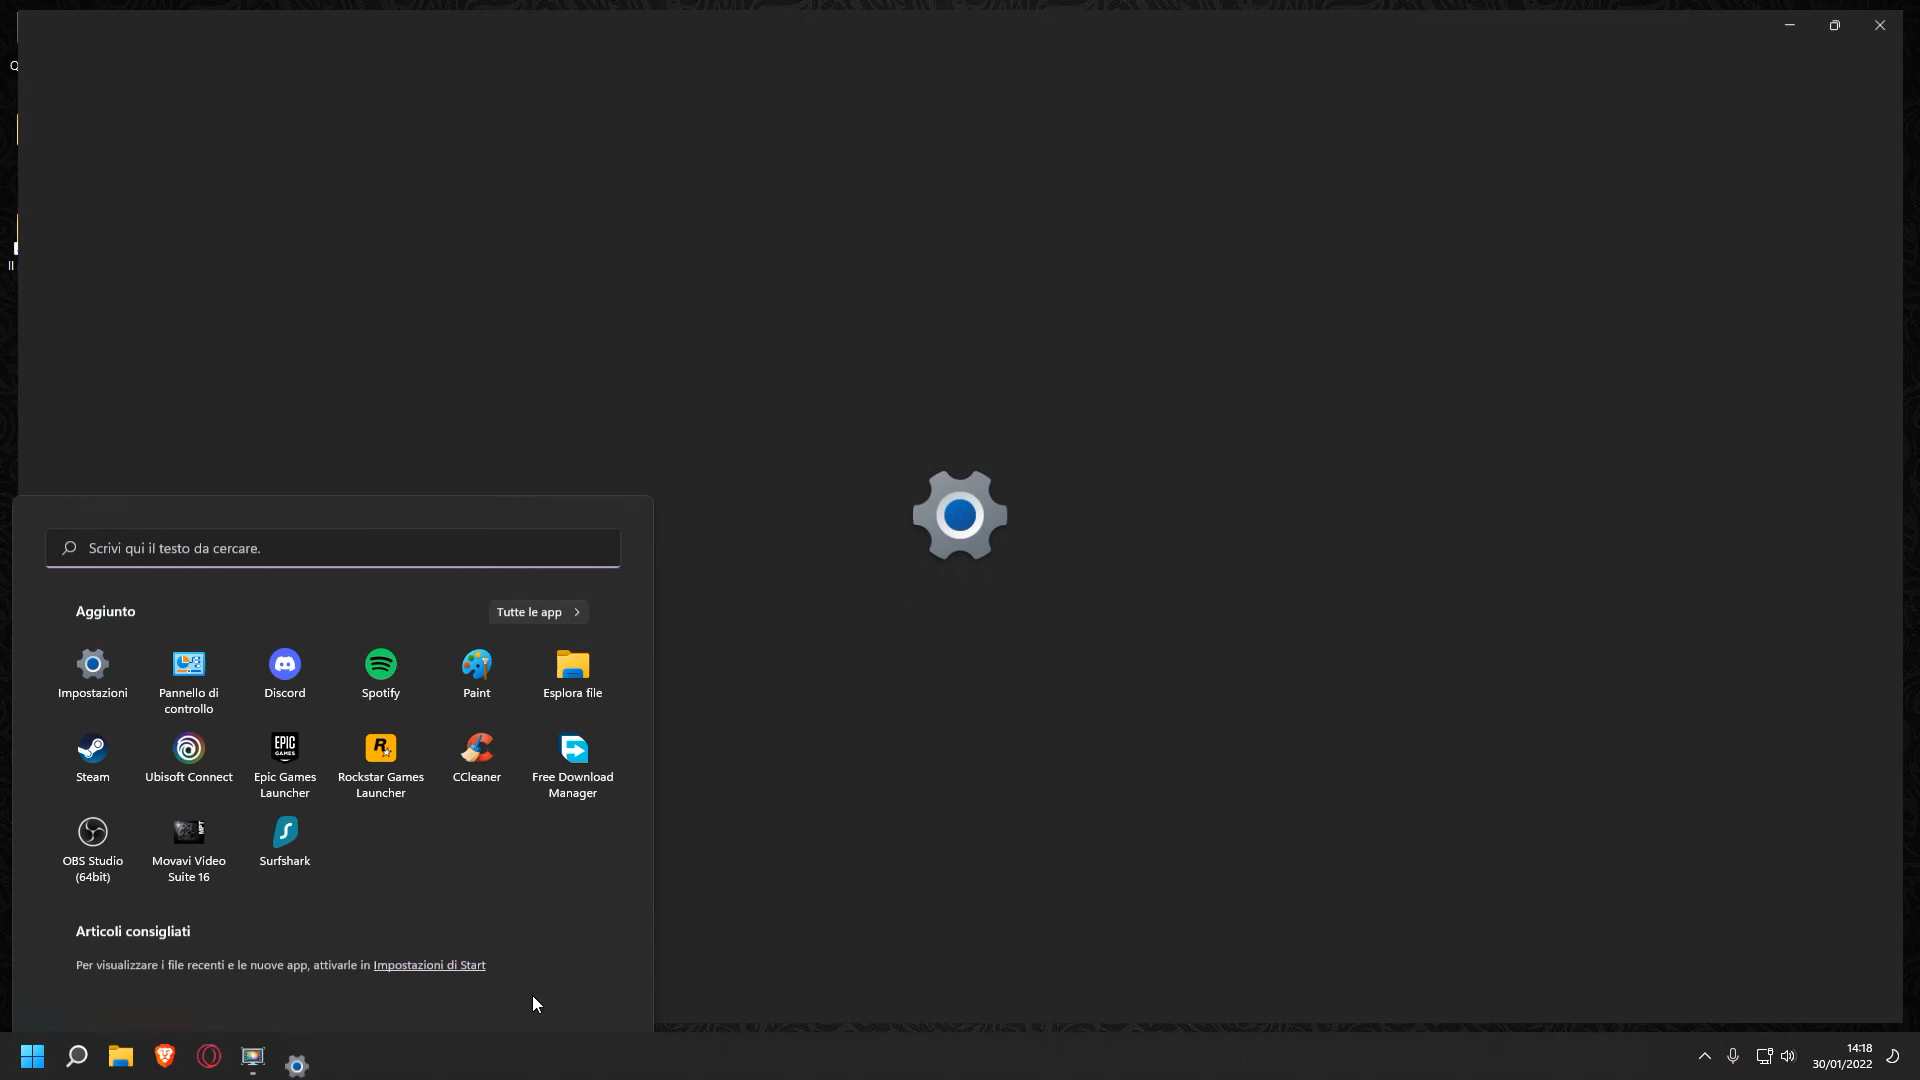 Q
Il
Scrivi qui il testo da cercare.
Aggiunto
Tutte le app
Impostazioni
Pannello di
controllo
Discord
Spotify
Paint
Esplora file
EPIC
GAMES
R
Steam
Ubisoft Connect
Epic Games
Launcher
Rockstar Games
Launcher
CCleaner
Free Download
Manager
OBS Studio
(64bit)
Movavi Video
Suite 16
Surfshark
Articoli consigliati
Per visualizzare i file recenti e le nuove app, attivarle in Impostazioni di Start
14:18
30/01/2022